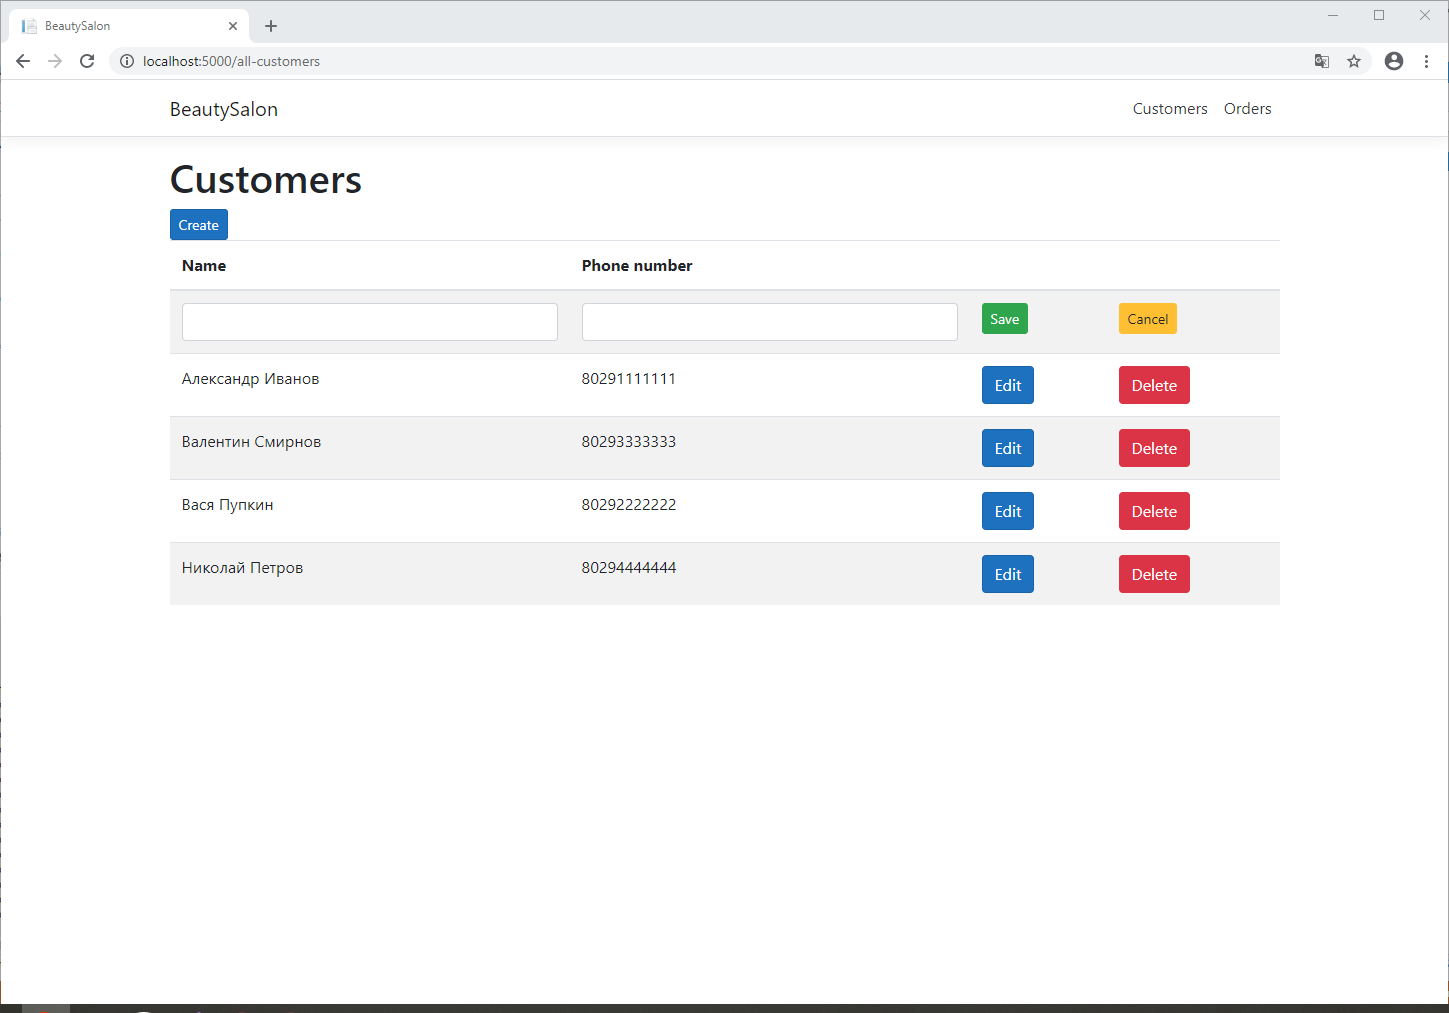 BeautySalon
localhost:5000/all-customers
BeautySalon Customers Orders
Customers
Create
Name Phone number
Save Cancel
Александр Иванов 80291111111 Edit Delete
Валентин Смирнов 80293333333 Edit Delete
Вася Пупкин 80292222222 Edit Delete
Николай Петров 80294444444 Edit Delete